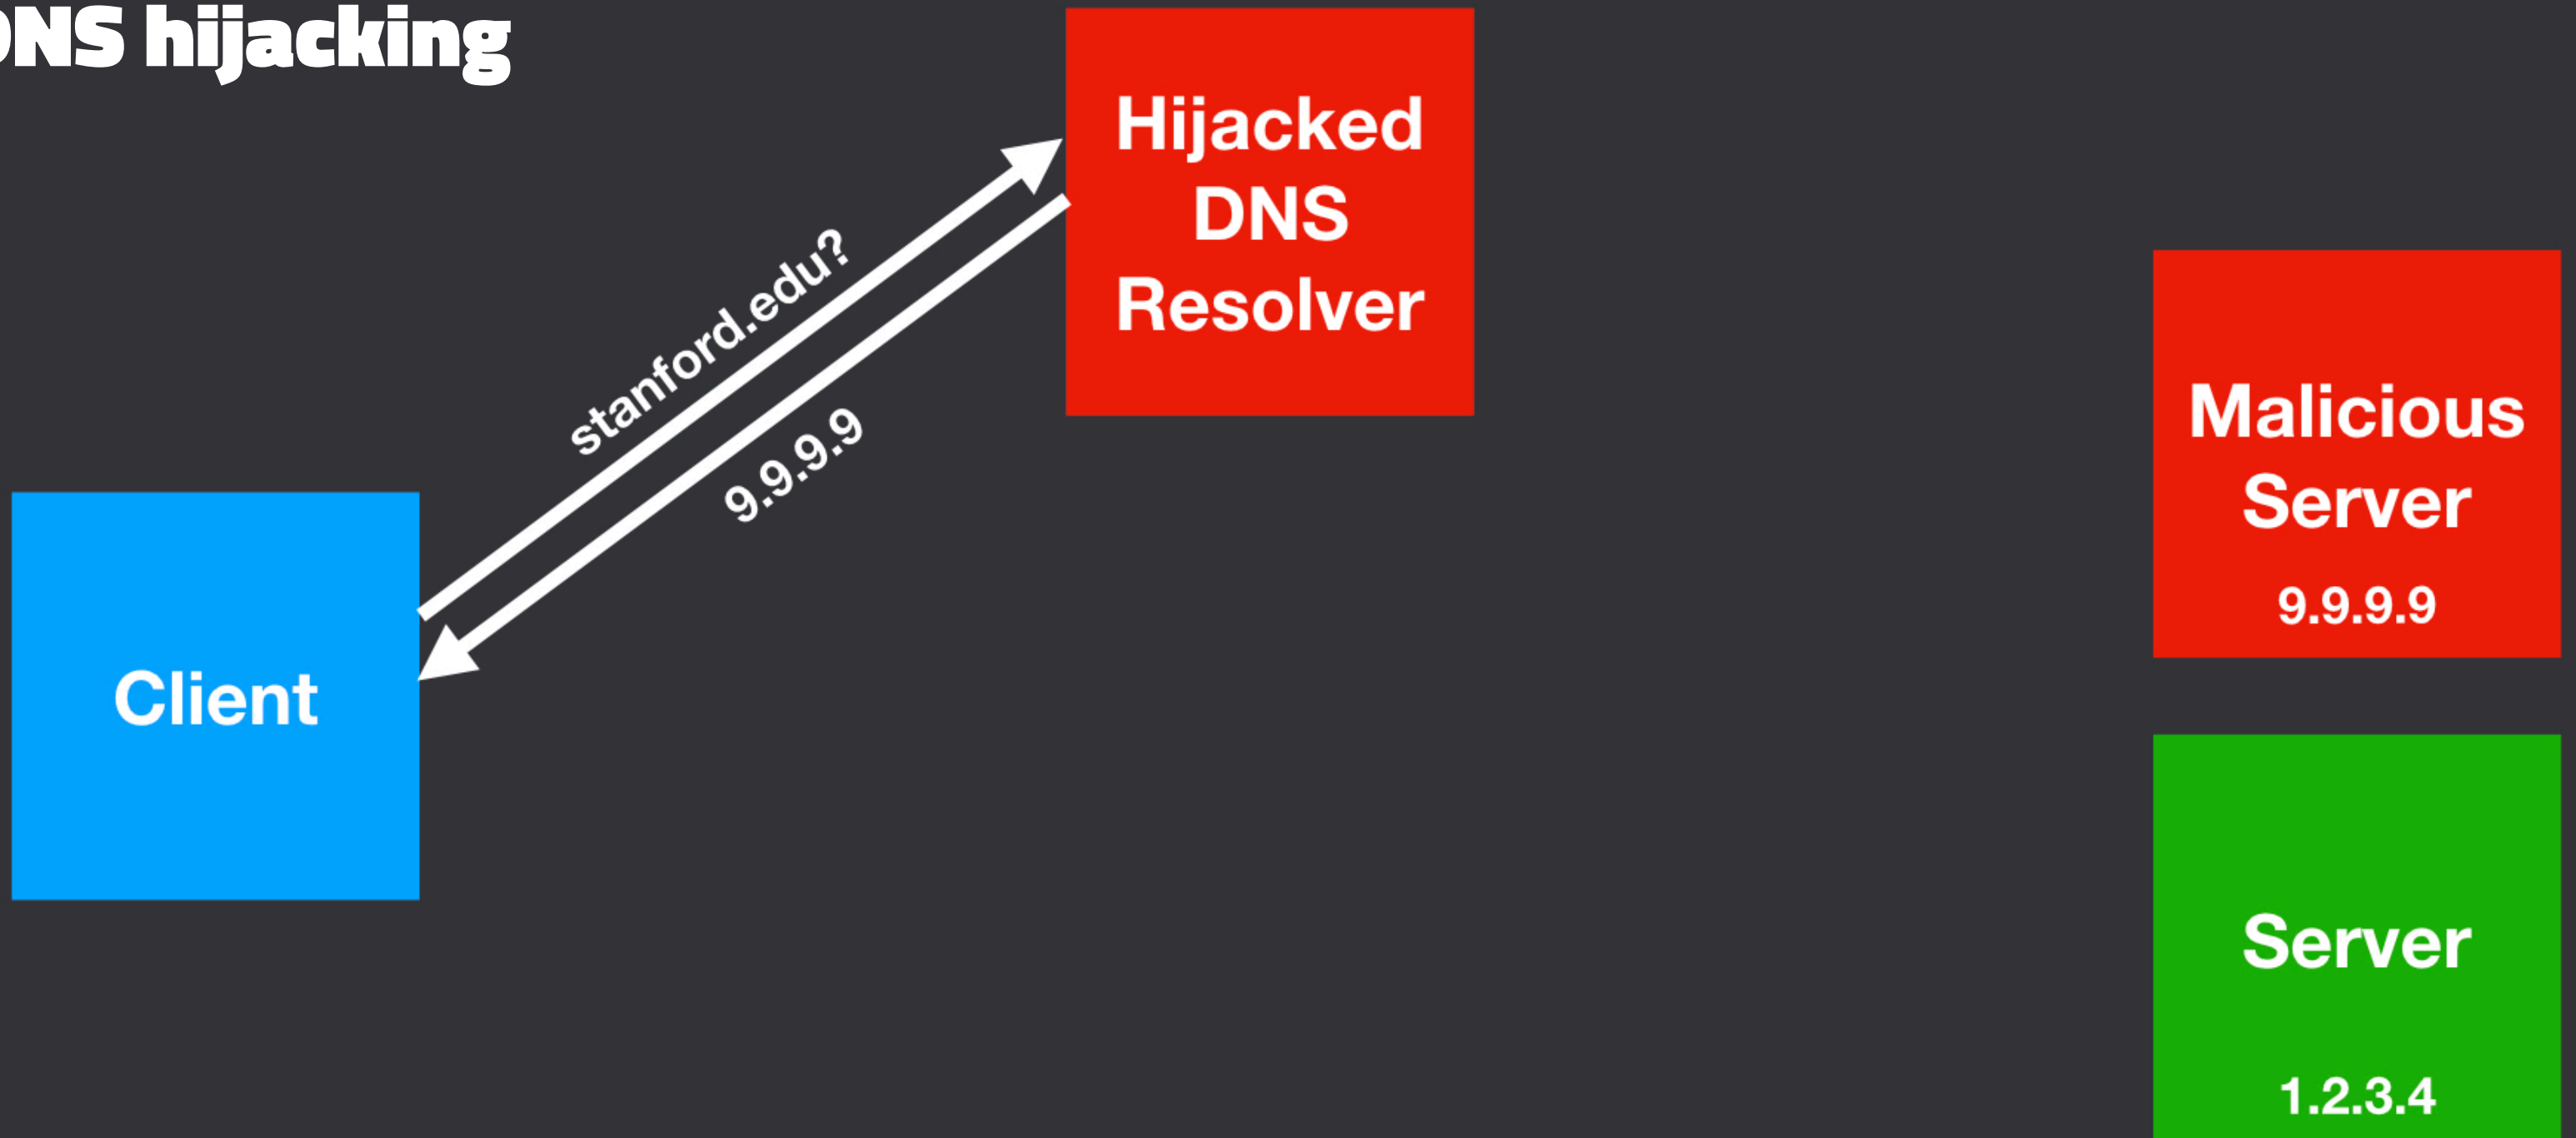 DNS hijacking
Hijacked
DNS
Resolver
stanford.edu?
9.9.9.9
Malicious
Server
9.9.9.9
Client
Server
1.2.3.4